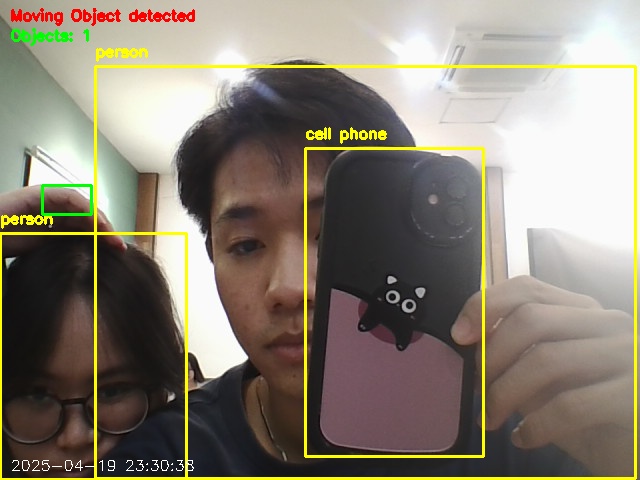 Moving Object detected
Objects: 1
person
cell phone
person
2025-04-19 23:30:38